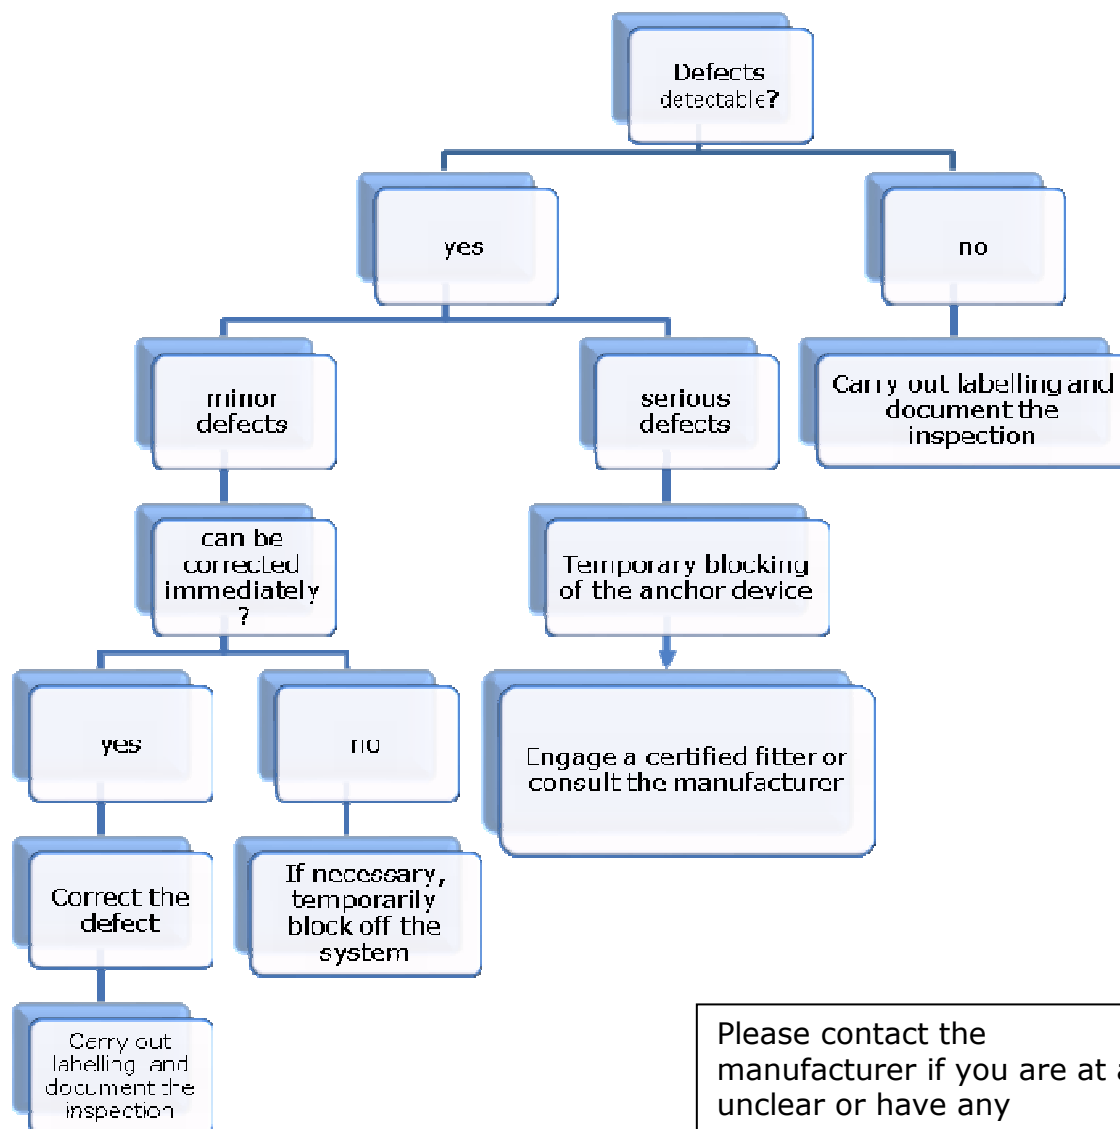 Defects
detectable?
yes
no
minor
defects
serious
defects
Carry out labelling and
document the
inspection
can be
corrected
immediately
?
Temporary blocking
of the anchor device
yes
no
Engage a certified fitter or
consult the manufacturer
Correct the
defect
If necessary,
temporarily
block off the
system
Carry out
labelling and
document the
inspection
Please contact the
manufacturer if you are at a
unclear or have any